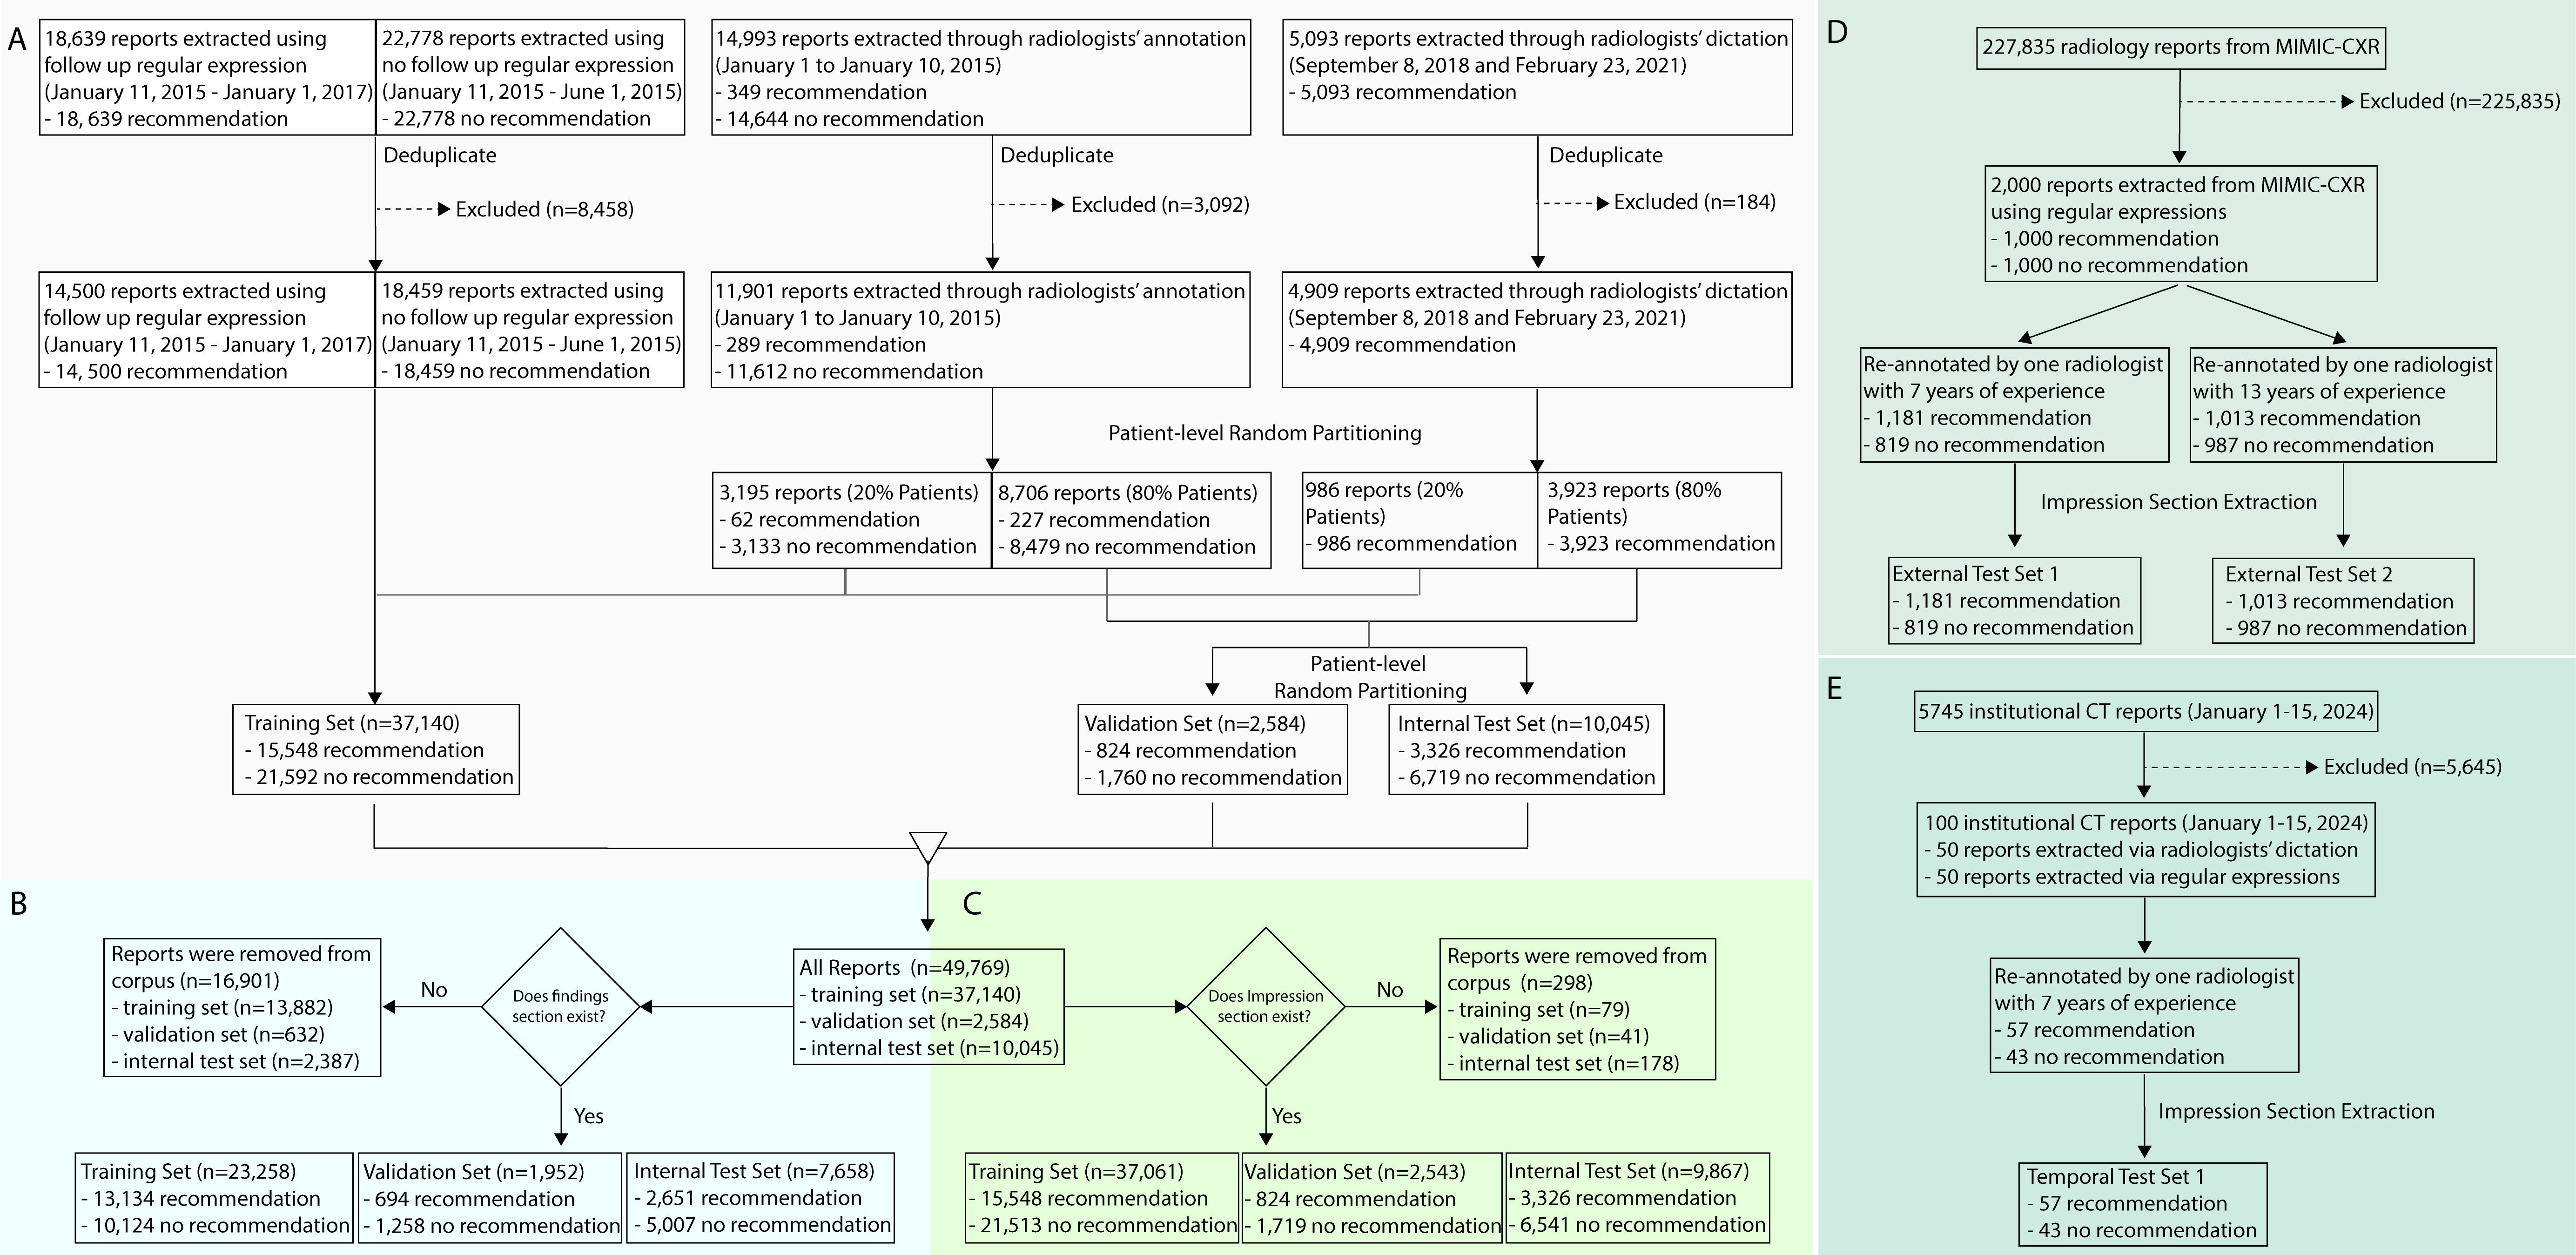 A
18,639 reports extracted using
follow up regular expression
(January 11, 2015 - January 1, 2017)
- 18, 639 recommendation
22,778 reports extracted using
no follow up regular expression
(January 11, 2015 - June 1, 2015)
- 22,778 no recommendation
14,993 reports extracted through radiologists’ annotation
(January 1 to January 10, 2015)
- 349 recommendation
- 14,644 no recommendation
5,093 reports extracted through radiologists’ dictation
(September 8, 2018 and February 23, 2021)
- 5,093 recommendation
Deduplicate
Deduplicate
Deduplicate
Excluded (n=8,458)
Excluded (n=3,092)
Excluded (n=184)
14,500 reports extracted using
follow up regular expression
(January 11, 2015 - January 1, 2017)
- 14, 500 recommendation
18,459 reports extracted using
no follow up regular expression
(January 11, 2015 - June 1, 2015)
- 18,459 no recommendation
11,901 reports extracted through radiologists’ annotation
(January 1 to January 10, 2015)
- 289 recommendation
- 11,612 no recommendation
4,909 reports extracted through radiologists’ dictation
(September 8, 2018 and February 23, 2021)
- 4,909 recommendation
Patient-level Random Partitioning
3,195 reports (20% Patients)
- 62 recommendation
- 3,133 no recommendation
8,706 reports (80% Patients)
- 227 recommendation
- 8,479 no recommendation
986 reports (20%
Patients)
- 986 recommendation
3,923 reports (80%
Patients)
- 3,923 recommendation
Patient-level
Random Partitioning
Training Set (n=37,140)
- 15,548 recommendation
- 21,592 no recommendation
Validation Set (n=2,584)
- 824 recommendation
- 1,760 no recommendation
Internal Test Set (n=10,045)
- 3,326 recommendation
- 6,719 no recommendation
B
Reports were removed from
corpus (n=16,901)
- training set (n=13,882)
- validation set (n=632)
- internal test set (n=2,387)
No
Does findings
section exist?
Yes
All Reports (n=49,769)
- training set (n=37,140)
- validation set (n=2,584)
- internal test set (n=10,045)
Training Set (n=23,258)
- 13,134 recommendation
- 10,124 no recommendation
Validation Set (n=1,952)
- 694 recommendation
- 1,258 no recommendation
Internal Test Set (n=7,658)
- 2,651 recommendation
- 5,007 no recommendation
C
Does Impression
section exist?
No
Reports were removed from
corpus (n=298)
- training set (n=79)
- validation set (n=41)
- internal test set (n=178)
Yes
Training Set (n=37,061)
- 15,548 recommendation
- 21,513 no recommendation
Validation Set (n=2,543)
- 824 recommendation
- 1,719 no recommendation
Internal Test Set (n=9,867)
- 3,326 recommendation
- 6,541 no recommendation
D
227,835 radiology reports from MIMIC-CXR
Excluded (n=225,835)
2,000 reports extracted from MIMIC-CXR
using regular expressions
- 1,000 recommendation
- 1,000 no recommendation
Re-annotated by one radiologist
with 7 years of experience
- 1,181 recommendation
- 819 no recommendation
Re-annotated by one radiologist
with 13 years of experience
- 1,013 recommendation
- 987 no recommendation
Impression Section Extraction
External Test Set 1
- 1,181 recommendation
- 819 no recommendation
External Test Set 2
- 1,013 recommendation
- 987 no recommendation
E
5745 institutional CT reports (January 1-15, 2024)
Excluded (n=5,645)
100 institutional CT reports (January 1-15, 2024)
- 50 reports extracted via radiologists’ dictation
- 50 reports extracted via regular expressions
Re-annotated by one radiologist
with 7 years of experience
- 57 recommendation
- 43 no recommendation
Impression Section Extraction
Temporal Test Set 1
- 57 recommendation
- 43 no recommendation